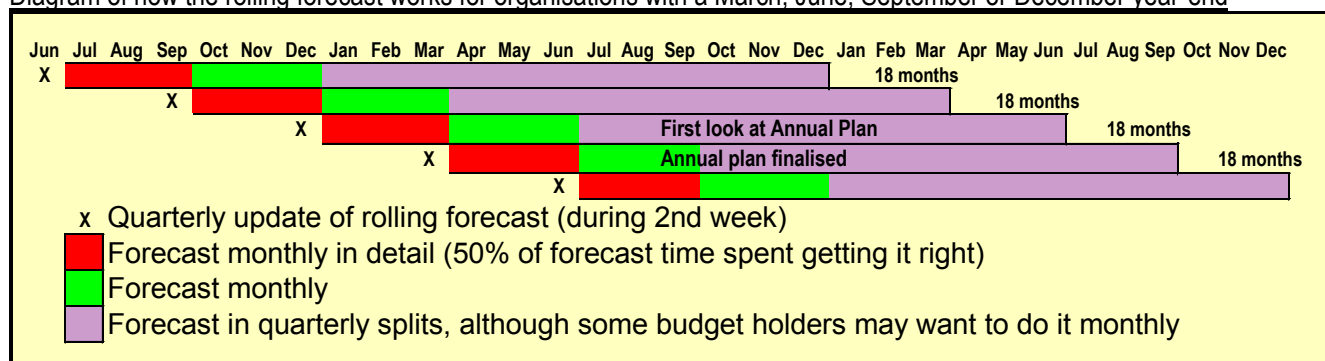 Diagram of how the rolling forecast works for organisations with a March, June, September or December year-end
Jun Jul Aug Sep Oct Nov Dec Jan Feb Mar Apr May Jun Jul Aug Sep Oct Nov Dec Jan Feb Mar Apr May Jun Jul Aug Sep Oct Nov Dec
X 18 months
X 18 months
X First look at Annual Plan 18 months
X Annual plan finalised 18 months
X
X Quarterly update of rolling forecast (during 2nd week)
Forecast monthly in detail (50% of forecast time spent getting it right)
Forecast monthly
Forecast in quarterly splits, although some budget holders may want to do it monthly